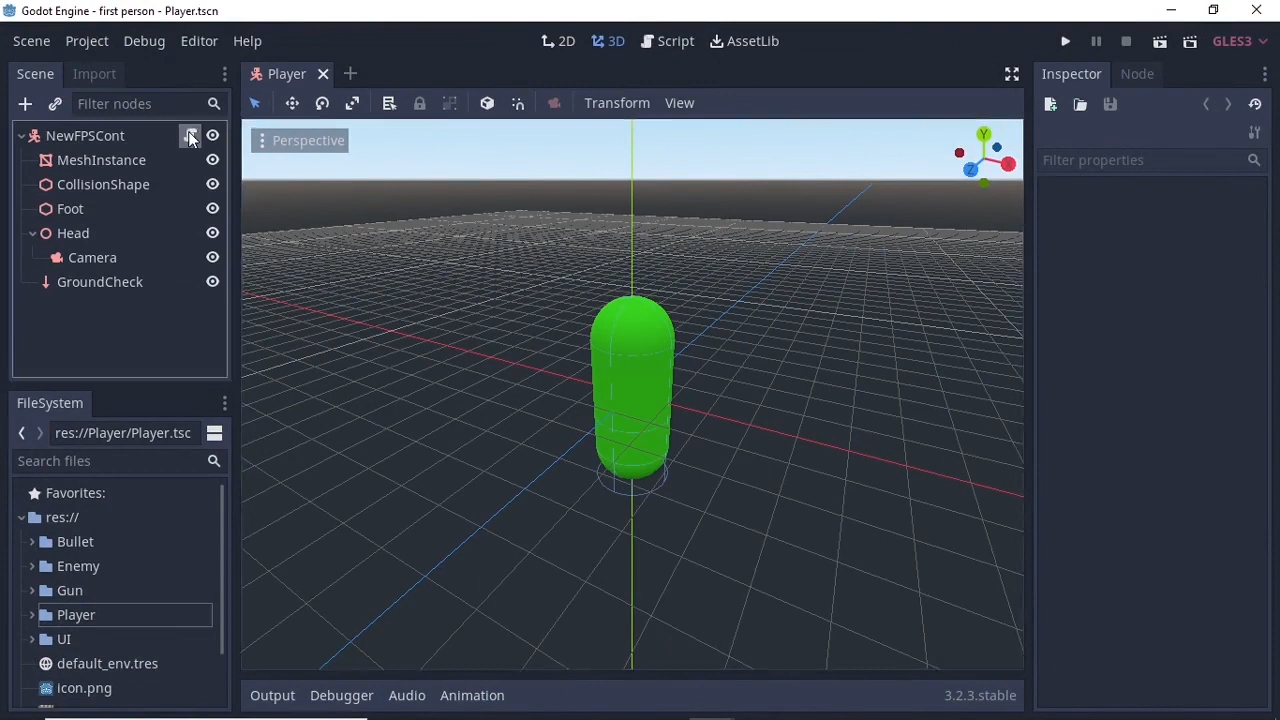 Godot Engine - first person - Player.tscn
Scene Project Debug Editor Help
2D 3D Script AssetLib
GLES3
Scene Import
Player
Inspector Node
Filter nodes
Transform View
NewFPSCont
Perspective
Y
X
Z
Filter properties
MeshInstance
CollisionShape
Foot
Head
Camera
GroundCheck
FileSystem
res://Player/Player.tsc
Search files
Favorites:
res://
Bullet
Enemy
Gun
Player
UI
default_env.tres
icon.png
Output Debugger Audio Animation
3.2.3.stable